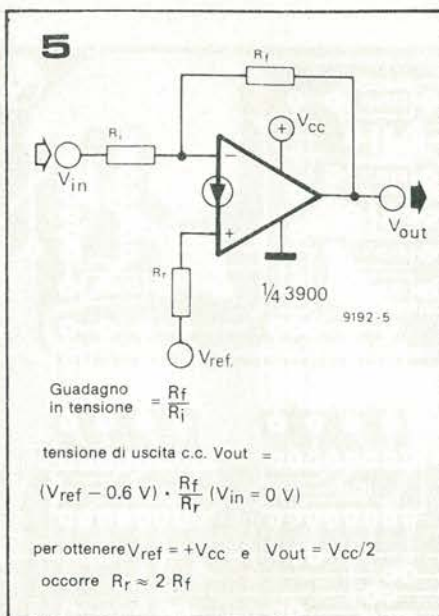 5
Rf
Vcc
Ri
−
Vin
+
Vout
Rr
¼ 3900
9192-5
Vref.
Guadagno in tensione = Rf/Ri
tensione di uscita c.c. Vout =
(Vref − 0.6 V) · Rf/Rr (Vin = 0 V)
per ottenere Vref = +Vcc e Vout = Vcc/2
occorre Rr ≈ 2 Rf